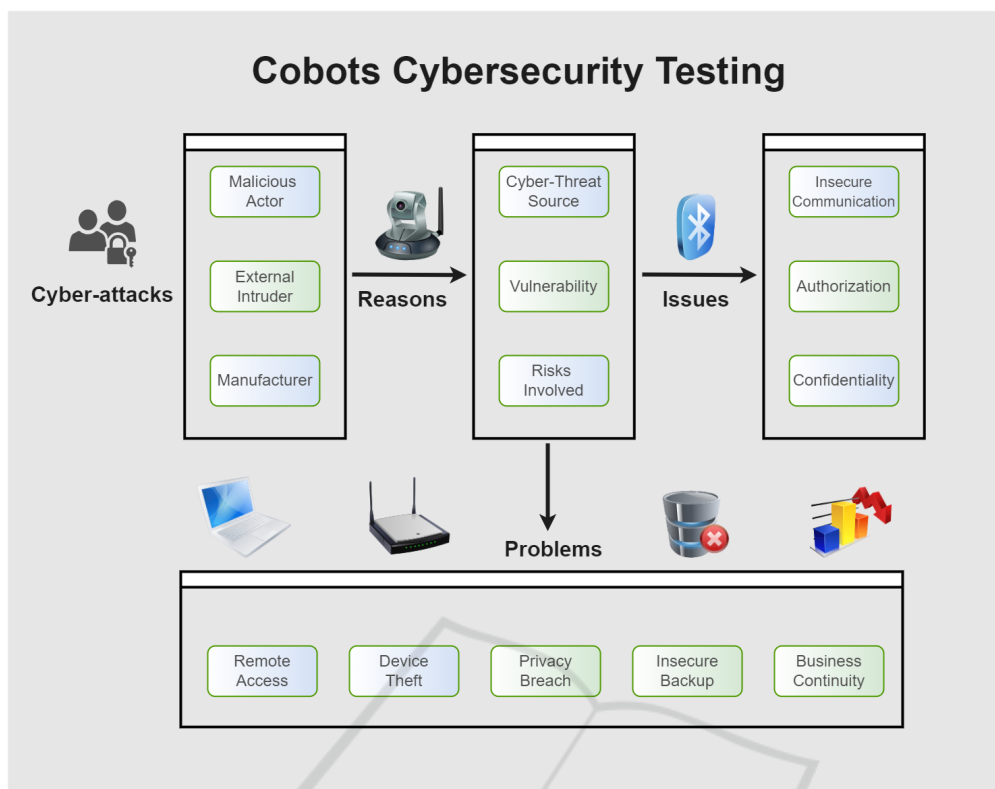 Cobots Cybersecurity Testing
Cyber-attacks
Malicious
Actor
External
Intruder
Manufacturer
Reasons
Cyber-Threat
Source
Vulnerability
Risks
Involved
Issues
Insecure
Communication
Authorization
Confidentiality
Problems
Remote
Access
Device
Theft
Privacy
Breach
Insecure
Backup
Business
Continuity